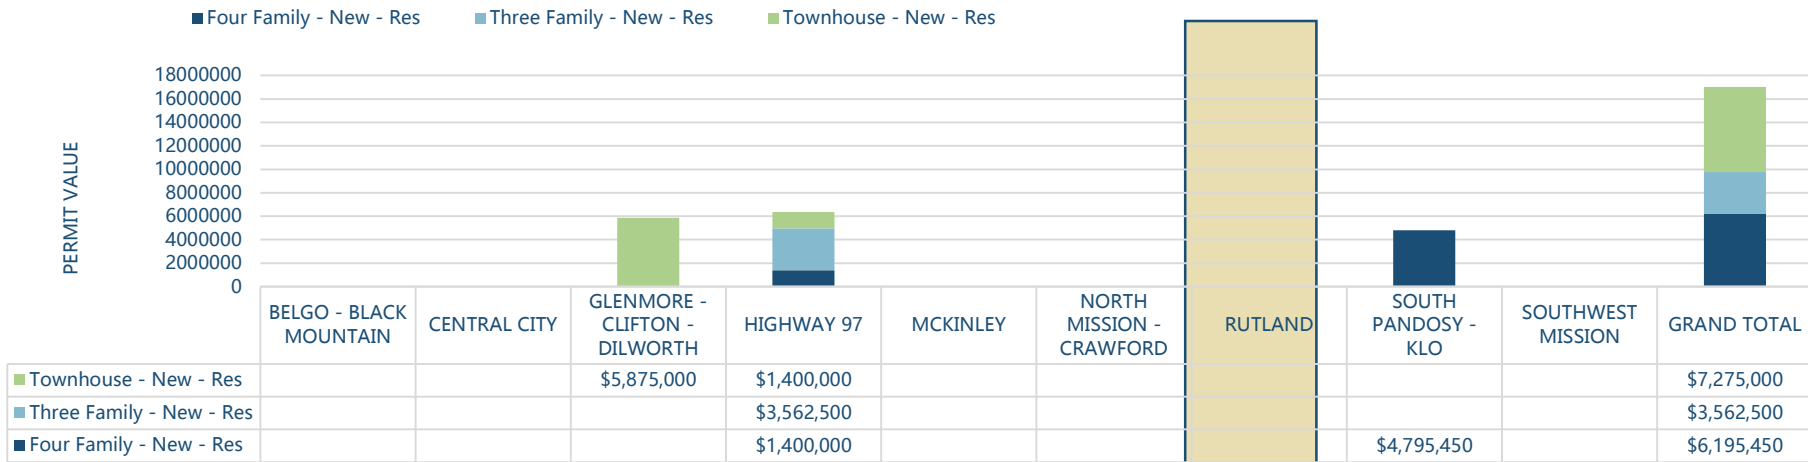 Four Family - New - Res Three Family - New - Res Townhouse - New - Res
PERMIT VALUE
18000000
16000000
14000000
12000000
10000000
8000000
6000000
4000000
2000000
0
BELGO - BLACK
MOUNTAIN
CENTRAL CITY
GLENMORE -
CLIFTON -
DILWORTH
HIGHWAY 97
MCKINLEY
NORTH
MISSION -
CRAWFORD
RUTLAND
SOUTH
PANDOSY -
KLO
SOUTHWEST
MISSION
GRAND TOTAL
Townhouse - New - Res $5,875,000 $1,400,000 $7,275,000
Three Family - New - Res $3,562,500 $3,562,500
Four Family - New - Res $1,400,000 $4,795,450 $6,195,450